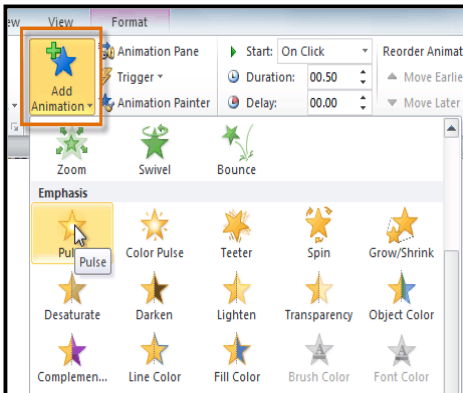 ew View Format
Add Animation
Animation Pane
Trigger
Animation Painter
Start: On Click
Duration: 00.50
Delay: 00.00
Reorder Animat
Move Earlie
Move Later
Zoom Swivel Bounce
Emphasis
Pul Color Pulse Teeter Spin Grow/Shrink
Pulse
Desaturate Darken Lighten Transparency Object Color
Complemen... Line Color Fill Color Brush Color Font Color